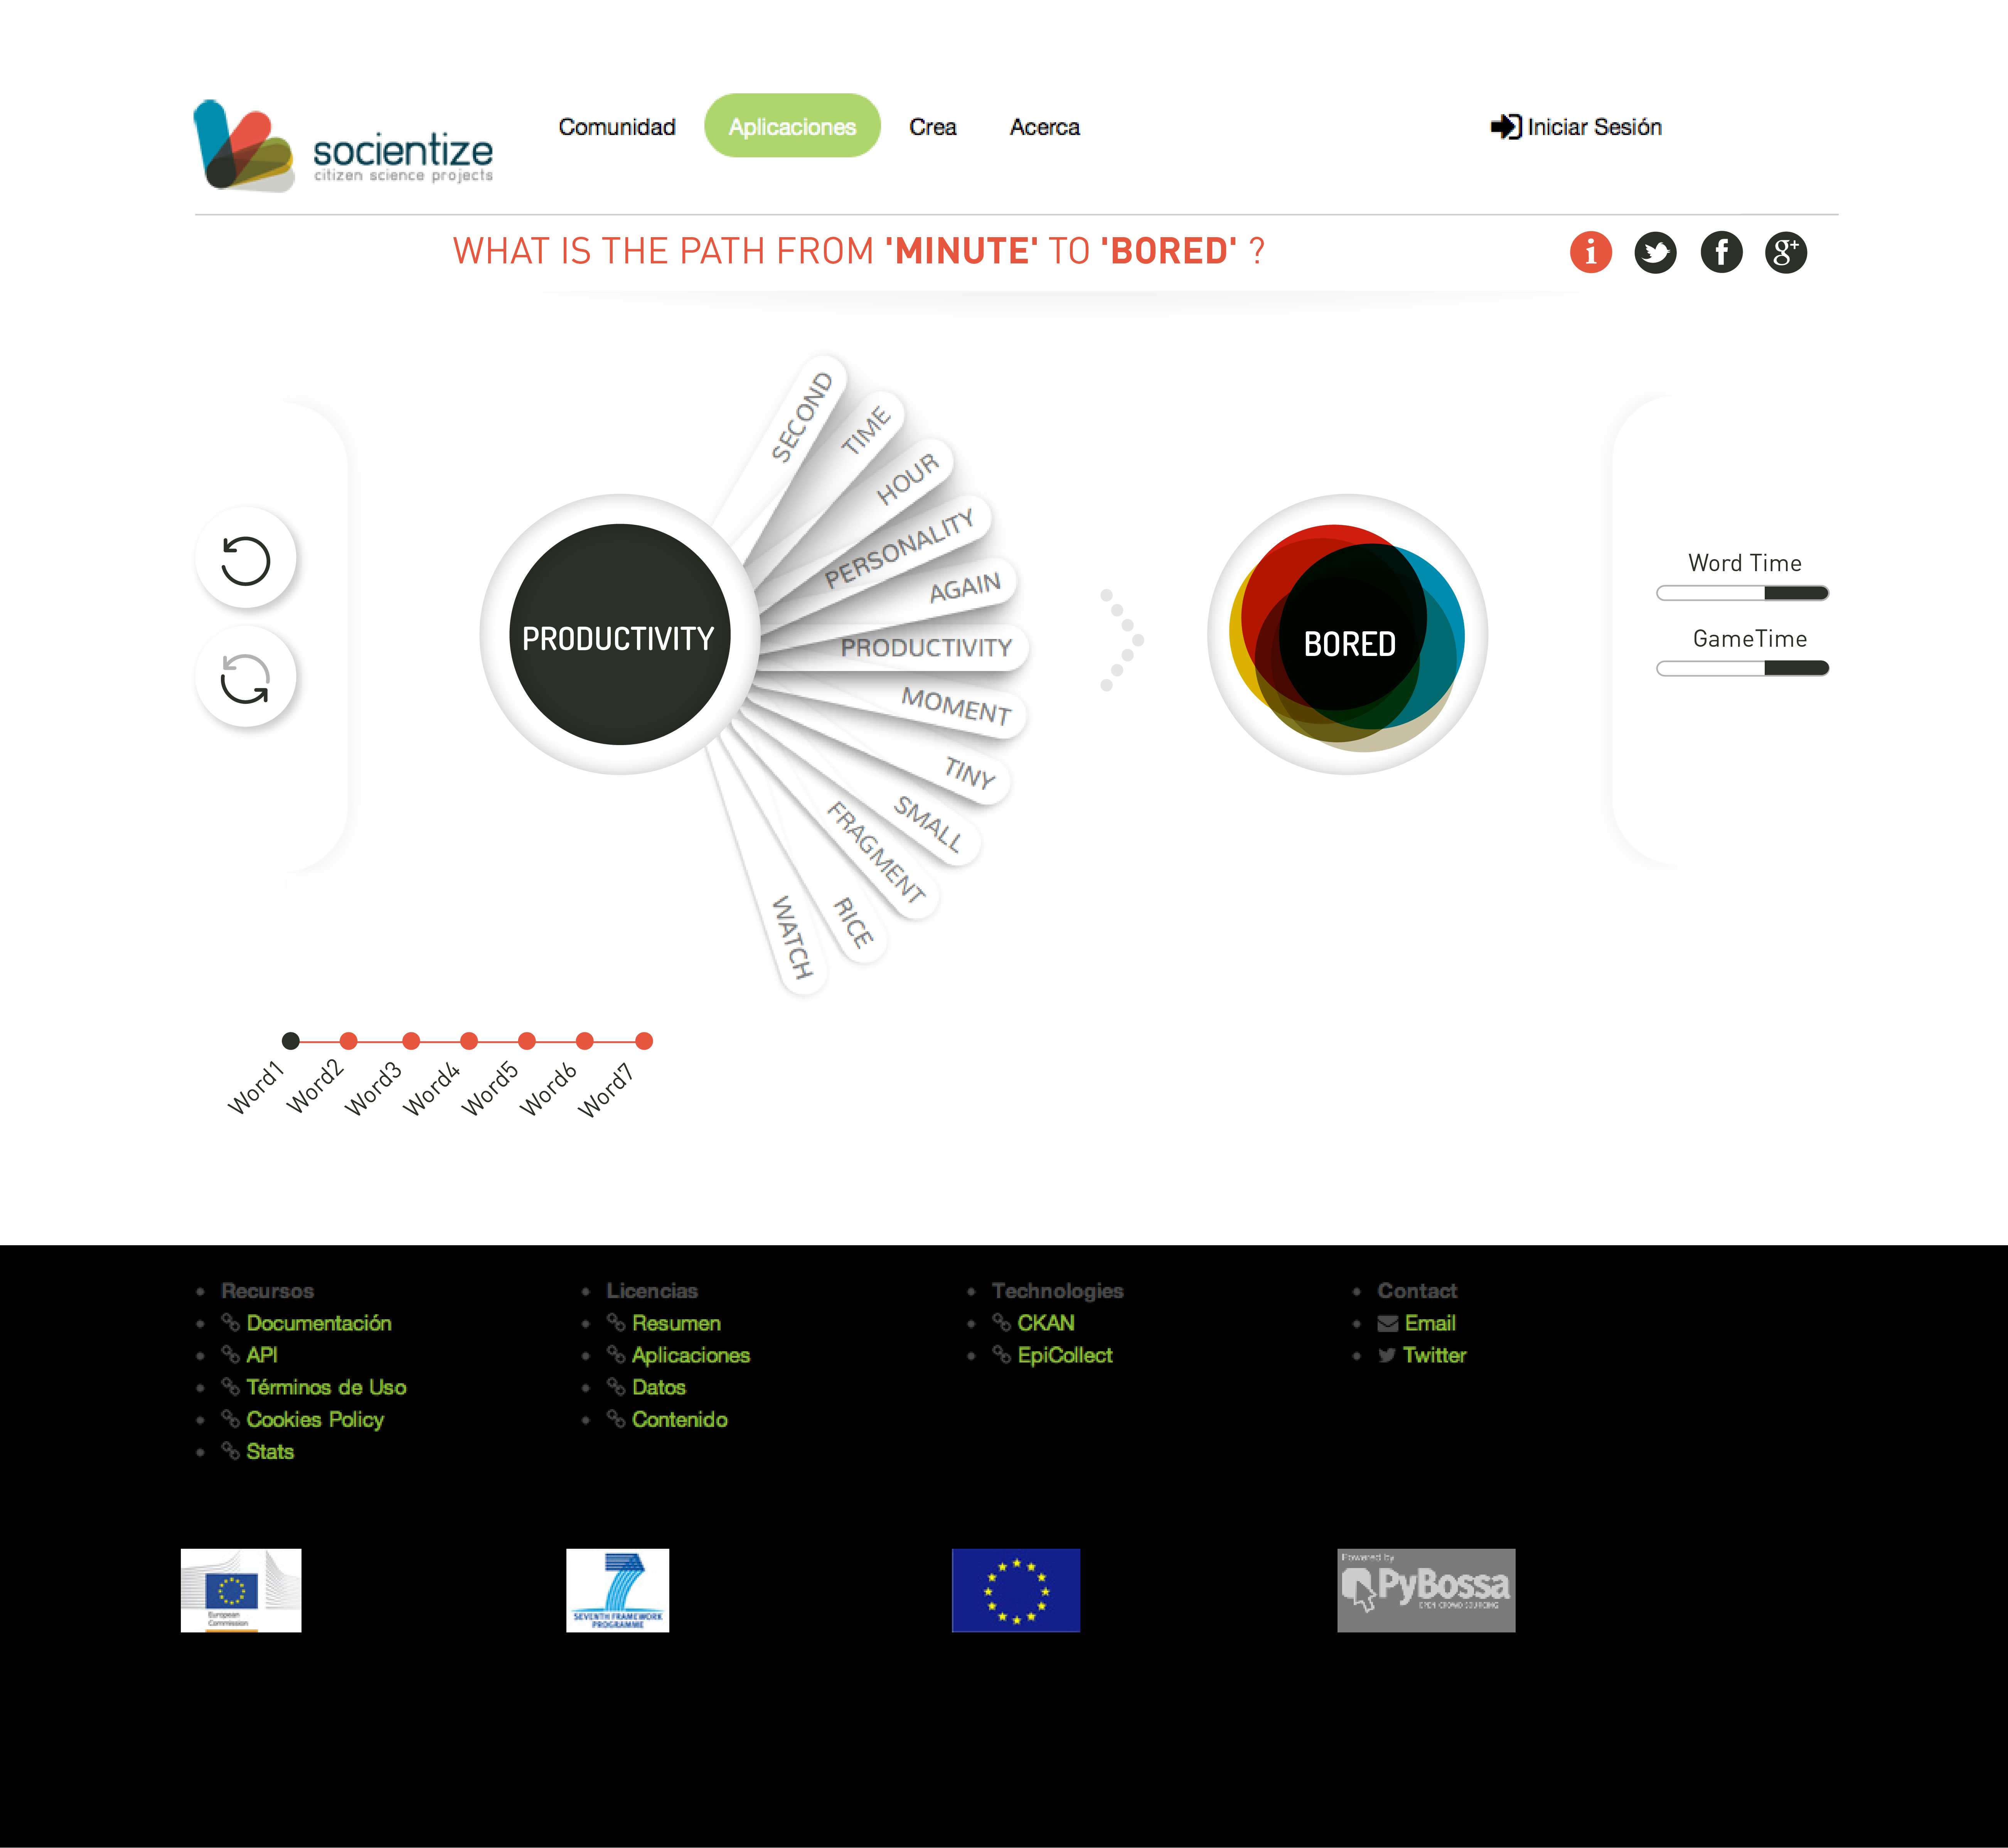 socientize
citizen science projects
Comunidad
Aplicaciones
Crea
Acerca
Iniciar Sesión
WHAT IS THE PATH FROM 'MINUTE' TO 'BORED' ?
i
f
g+
SECOND
TIME
HOUR
PERSONALITY
AGAIN
PRODUCTIVITY
MOMENT
TINY
SMALL
FRAGMENT
RICE
WATCH
PRODUCTIVITY
BORED
Word Time
GameTime
Word1
Word2
Word3
Word4
Word5
Word6
Word7
Recursos
Documentación
API
Términos de Uso
Cookies Policy
Stats
Licencias
Resumen
Aplicaciones
Datos
Contenido
Technologies
CKAN
EpiCollect
Contact
Email
Twitter
European
Commission
7
SEVENTH FRAMEWORK
PROGRAMME
Powered by
PyBossa
OPEN CROWD SOURCING